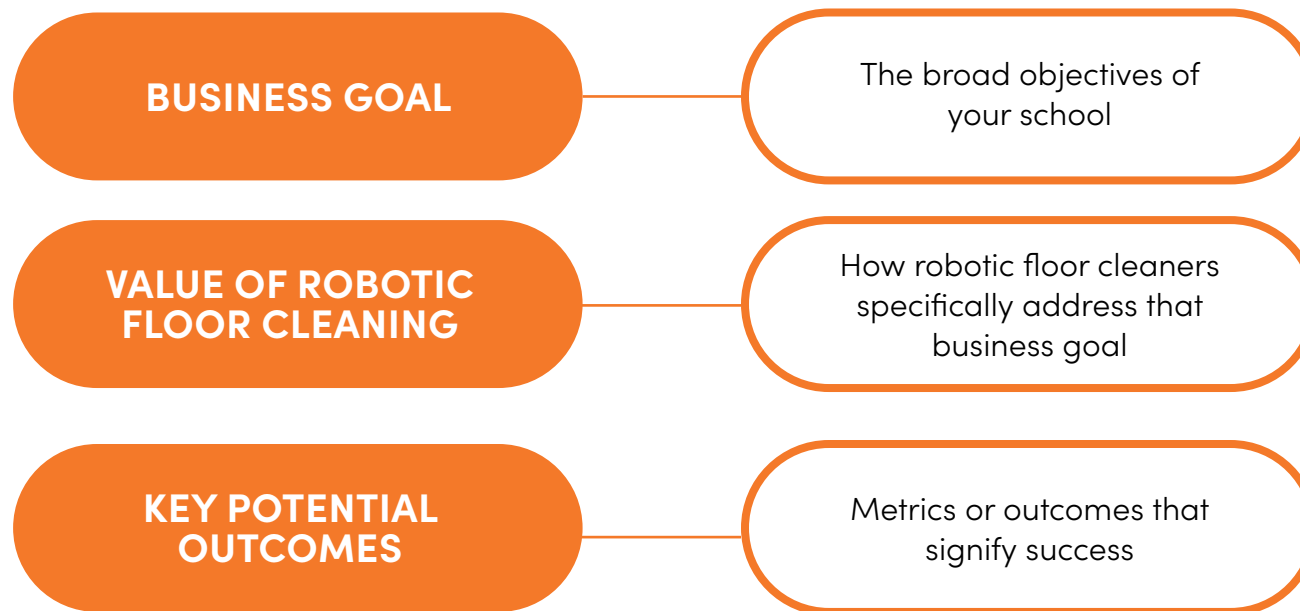 BUSINESS GOAL
The broad objectives of
your school
VALUE OF ROBOTIC
FLOOR CLEANING
How robotic floor cleaners
specifically address that
business goal
KEY POTENTIAL
OUTCOMES
Metrics or outcomes that
signify success